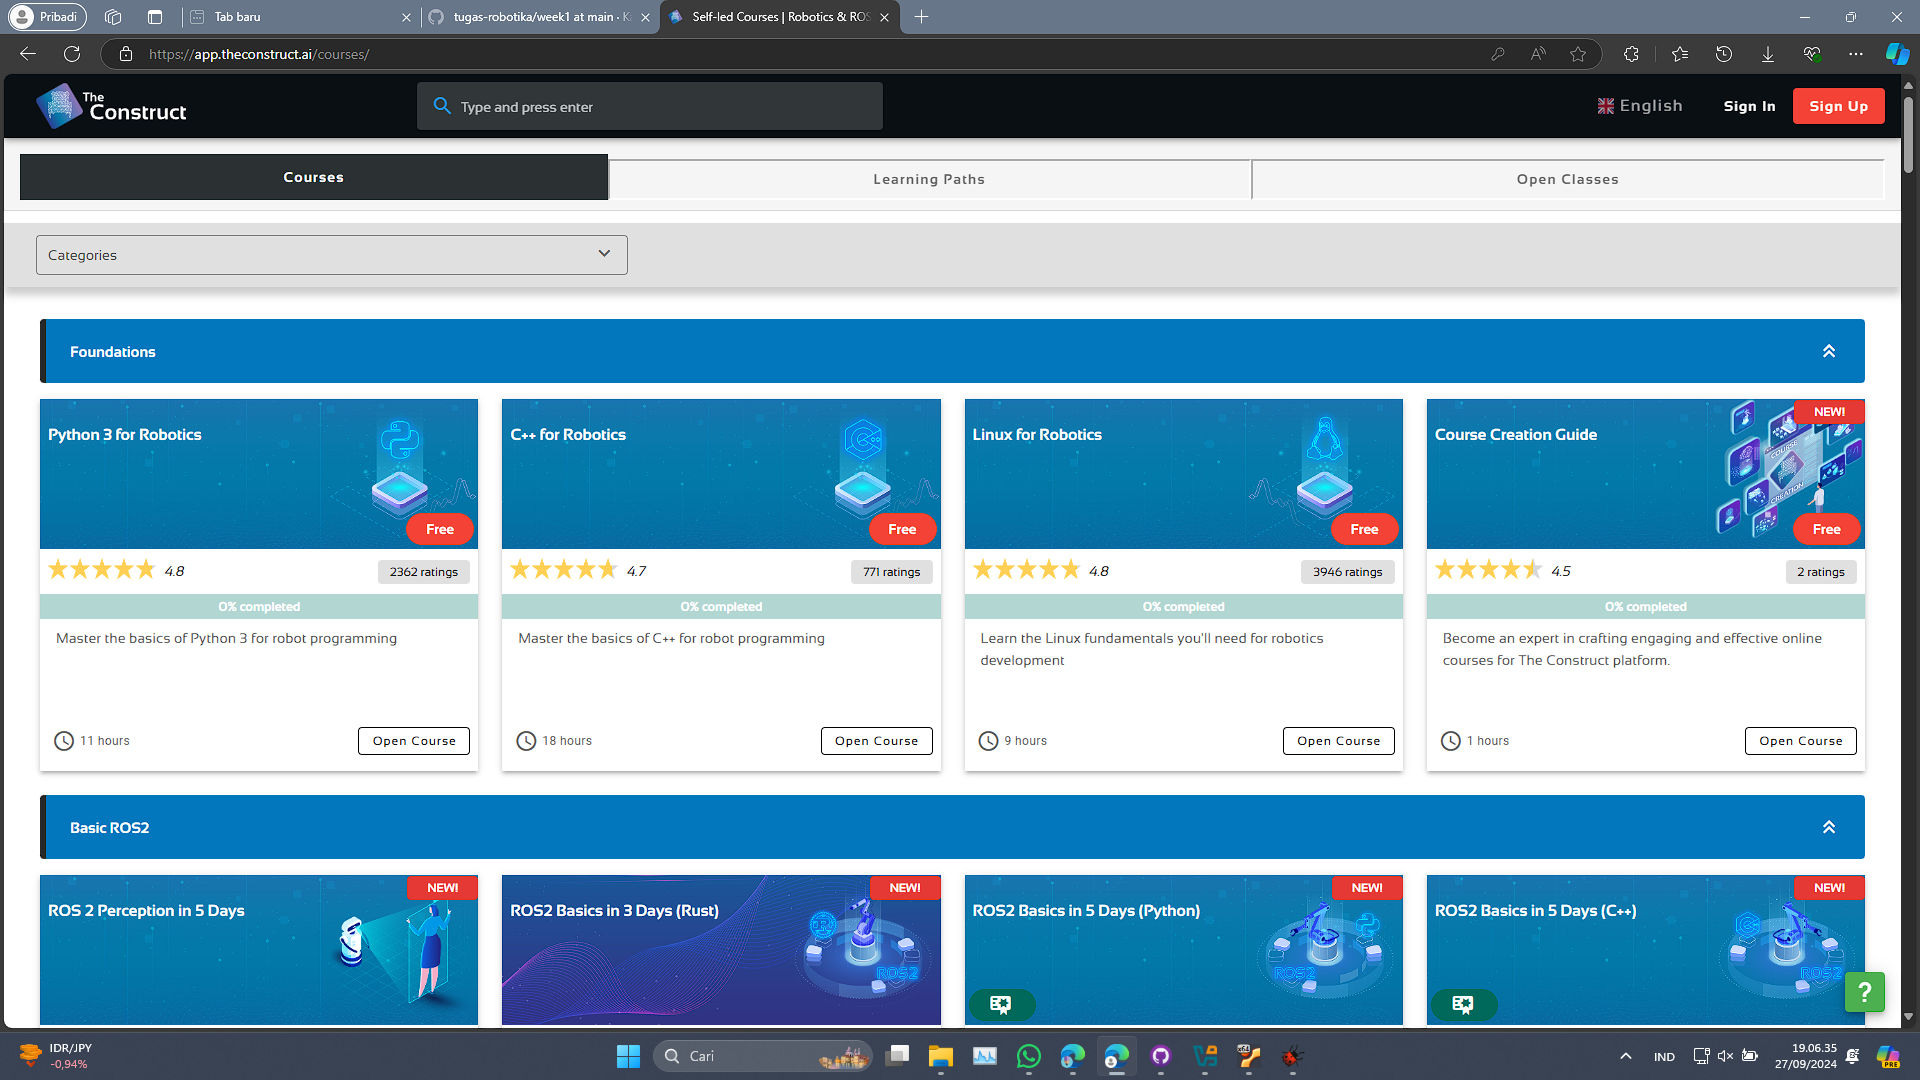 Pribadi
Tab baru
tugas-robotika/week1 at main · K
Self-led Courses | Robotics & ROS
https://app.theconstruct.ai/courses/
The Construct
Type and press enter
English
Sign In
Sign Up
Courses
Learning Paths
Open Classes
Categories
Foundations
Python 3 for Robotics
Free
4.8
2362 ratings
0% completed
Master the basics of Python 3 for robot programming
11 hours
Open Course
C++ for Robotics
Free
4.7
771 ratings
0% completed
Master the basics of C++ for robot programming
18 hours
Open Course
Linux for Robotics
Free
4.8
3946 ratings
0% completed
Learn the Linux fundamentals you'll need for robotics
development
9 hours
Open Course
NEW!
Course Creation Guide
COURSE
CREATION
Free
4.5
2 ratings
0% completed
Become an expert in crafting engaging and effective online
courses for The Construct platform.
1 hours
Open Course
Basic ROS2
NEW!
ROS 2 Perception in 5 Days
NEW!
ROS2 Basics in 3 Days (Rust)
ROS2
NEW!
ROS2 Basics in 5 Days (Python)
ROS2
NEW!
ROS2 Basics in 5 Days (C++)
ROS2
?
IDR/JPY
-0,94%
Cari
IND
19.06.35
27/09/2024
PRE